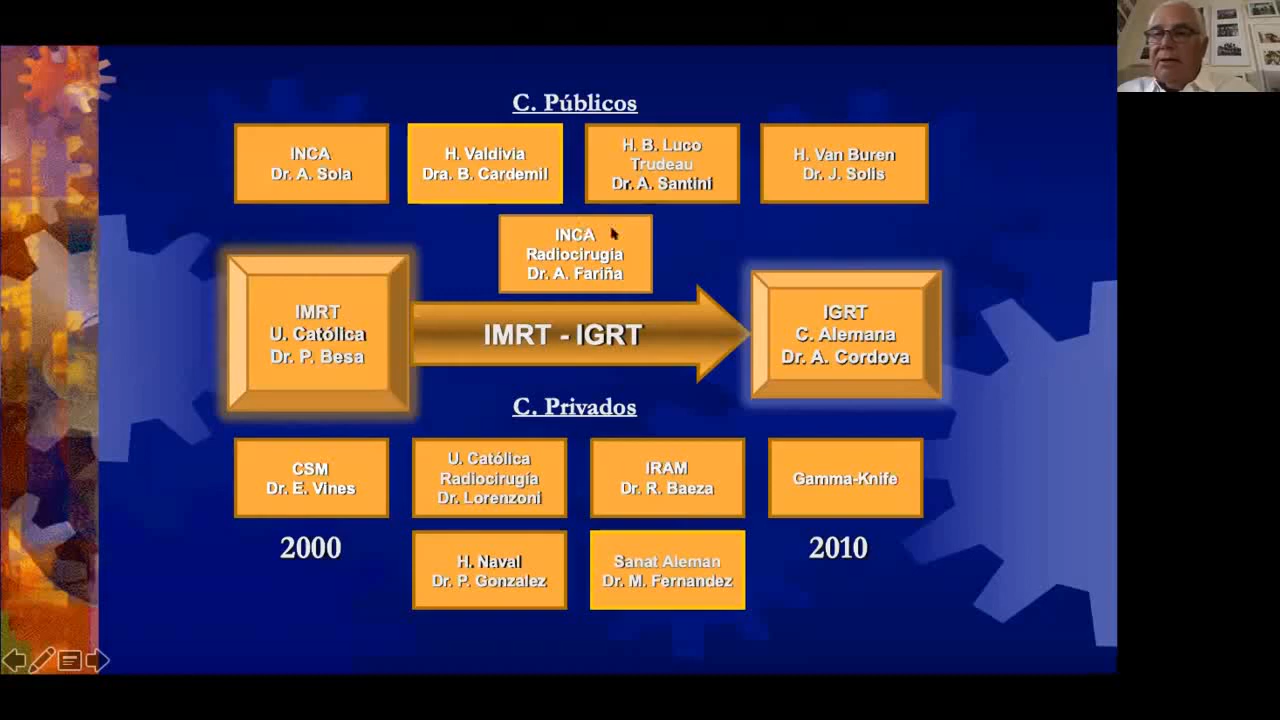 C. Públicos
INCA
Dr. A. Sola
H. Valdivia
Dra. B. Cardemil
H. B. Luco
Trudeau
Dr. A. Santini
H. Van Buren
Dr. J. Solis
INCA
Radiocirugia
Dr. A. Fariña
IMRT
U. Católica
Dr. P. Besa
IMRT - IGRT
IGRT
C. Alemana
Dr. A. Cordova
C. Privados
CSM
Dr. E. Vines
U. Católica
Radiocirugía
Dr. Lorenzoni
IRAM
Dr. R. Baeza
Gamma-Knife
2000
H. Naval
Dr. P. Gonzalez
Sanat Aleman
Dr. M. Fernandez
2010